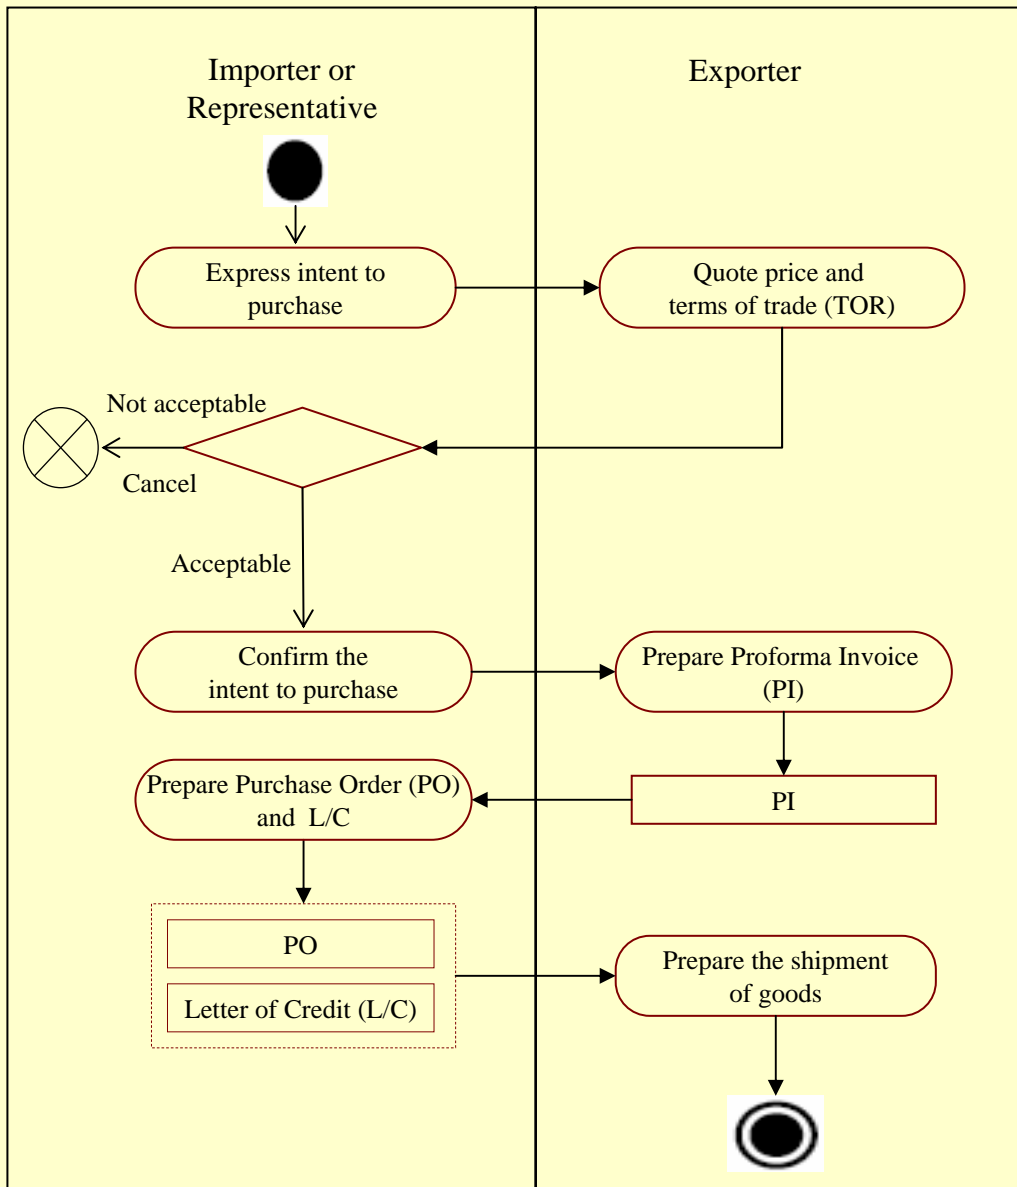 Importer or
Representative
Exporter
Express intent to
purchase
Quote price and
terms of trade (TOR)
Not acceptable
Cancel
Acceptable
Confirm the
intent to purchase
Prepare Proforma Invoice
(PI)
Prepare Purchase Order (PO)
and L/C
PI
PO
Letter of Credit (L/C)
Prepare the shipment
of goods